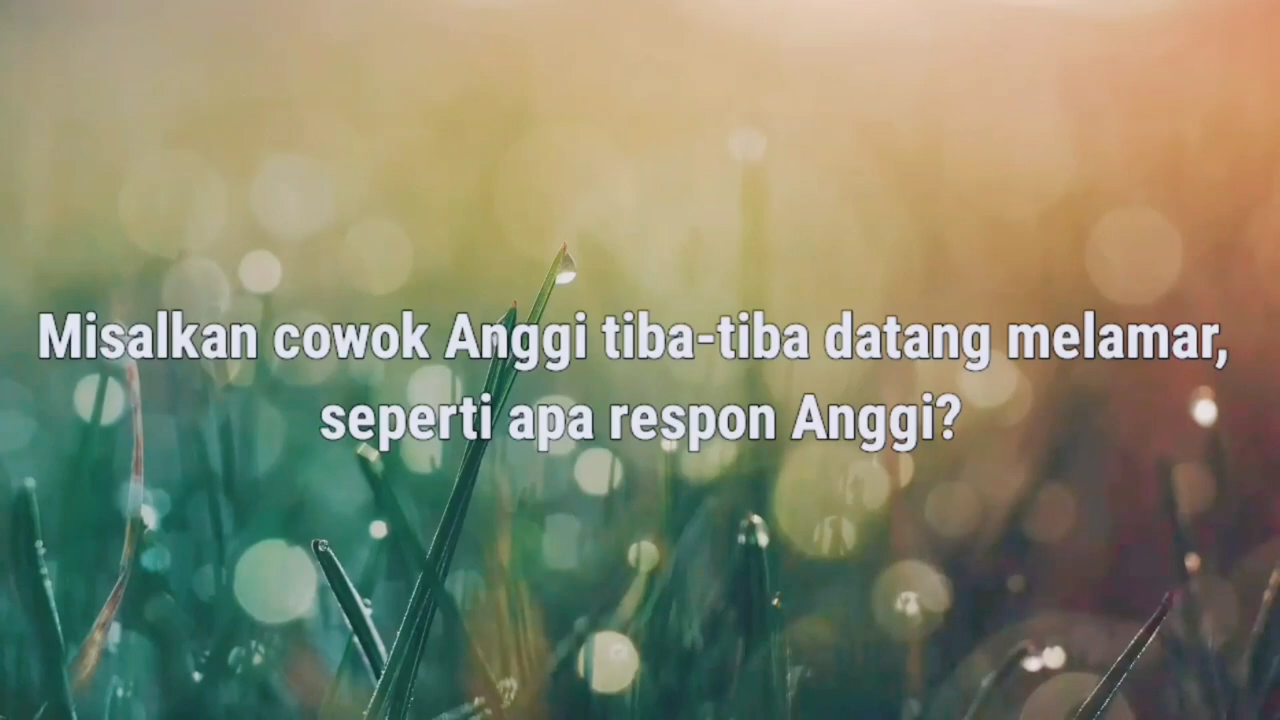 Misalkan cowok Anggi tiba-tiba datang melamar,
seperti apa respon Anggi?